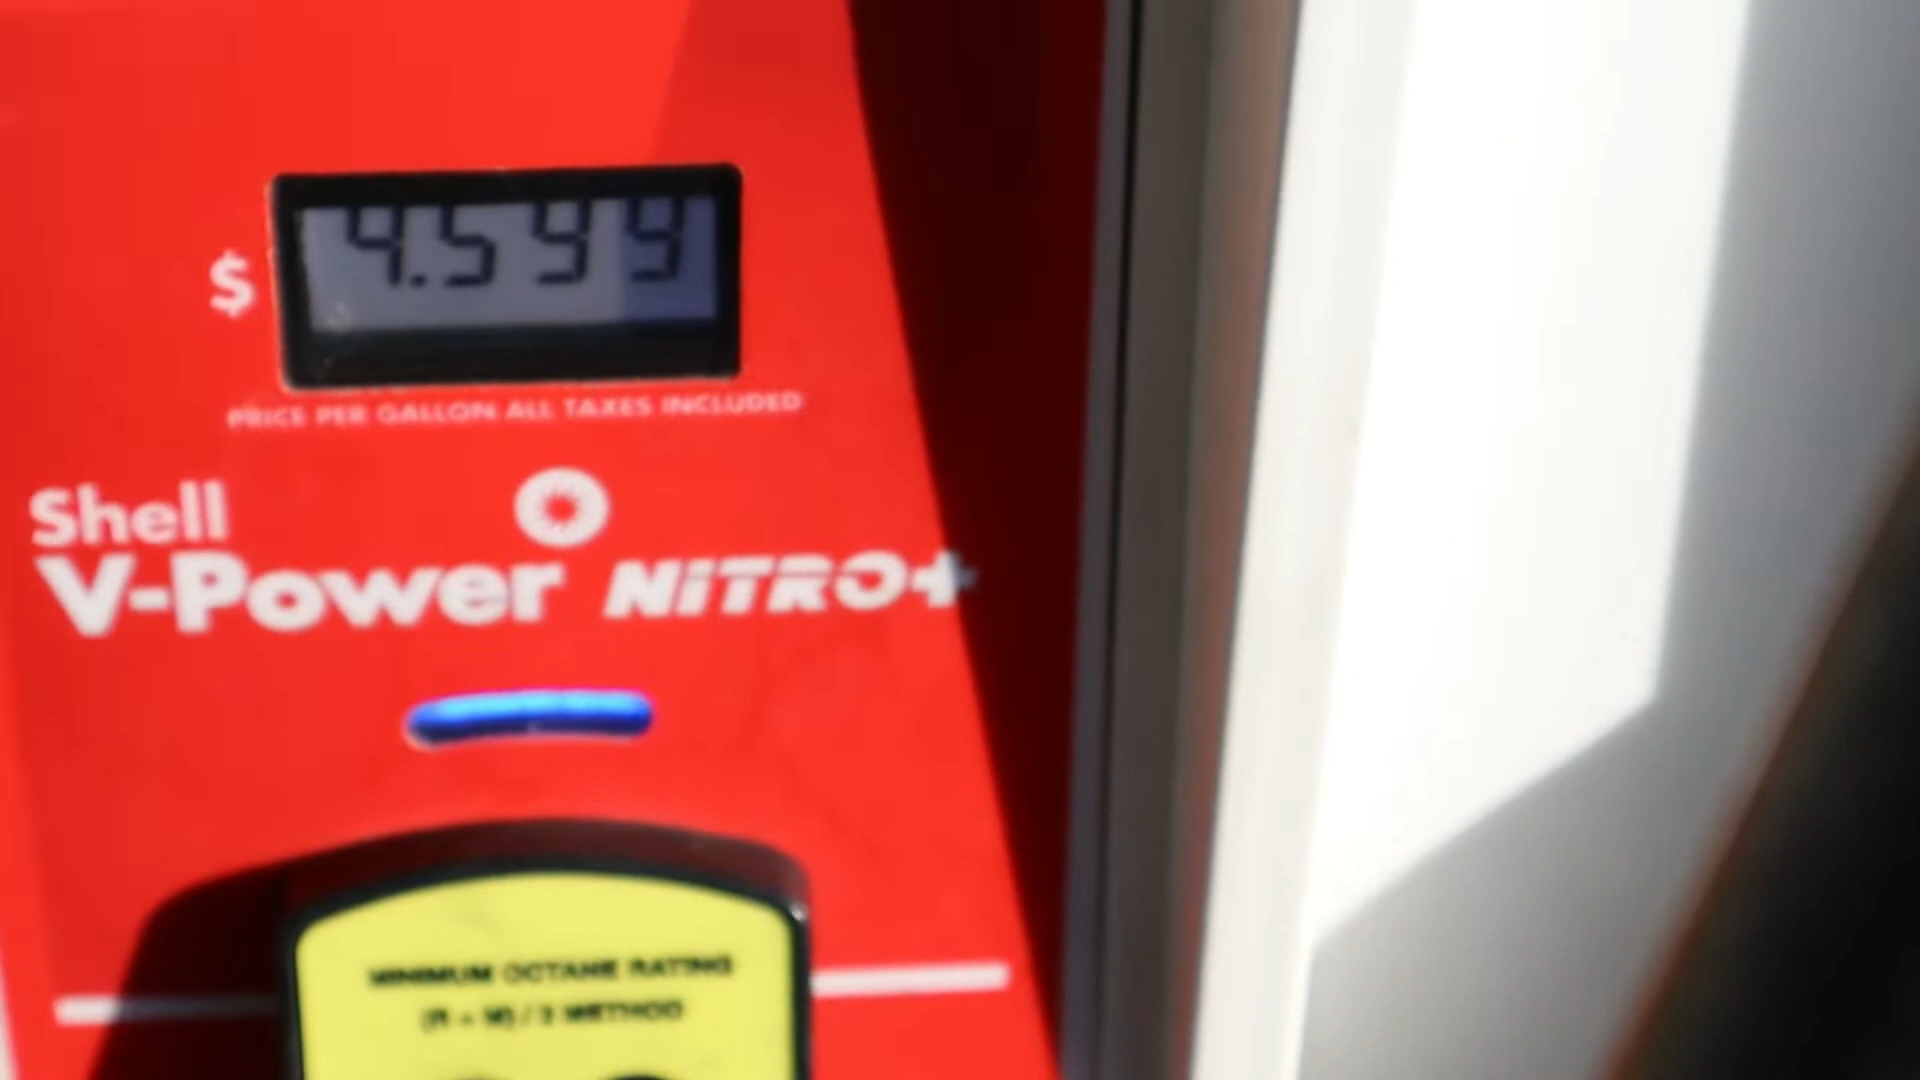 $ 4.599
PRICE PER GALLON ALL TAXES INCLUDED
Shell
V-Power NiTRO+
MINIMUM OCTANE RATING
(R + M) / 2 METHOD